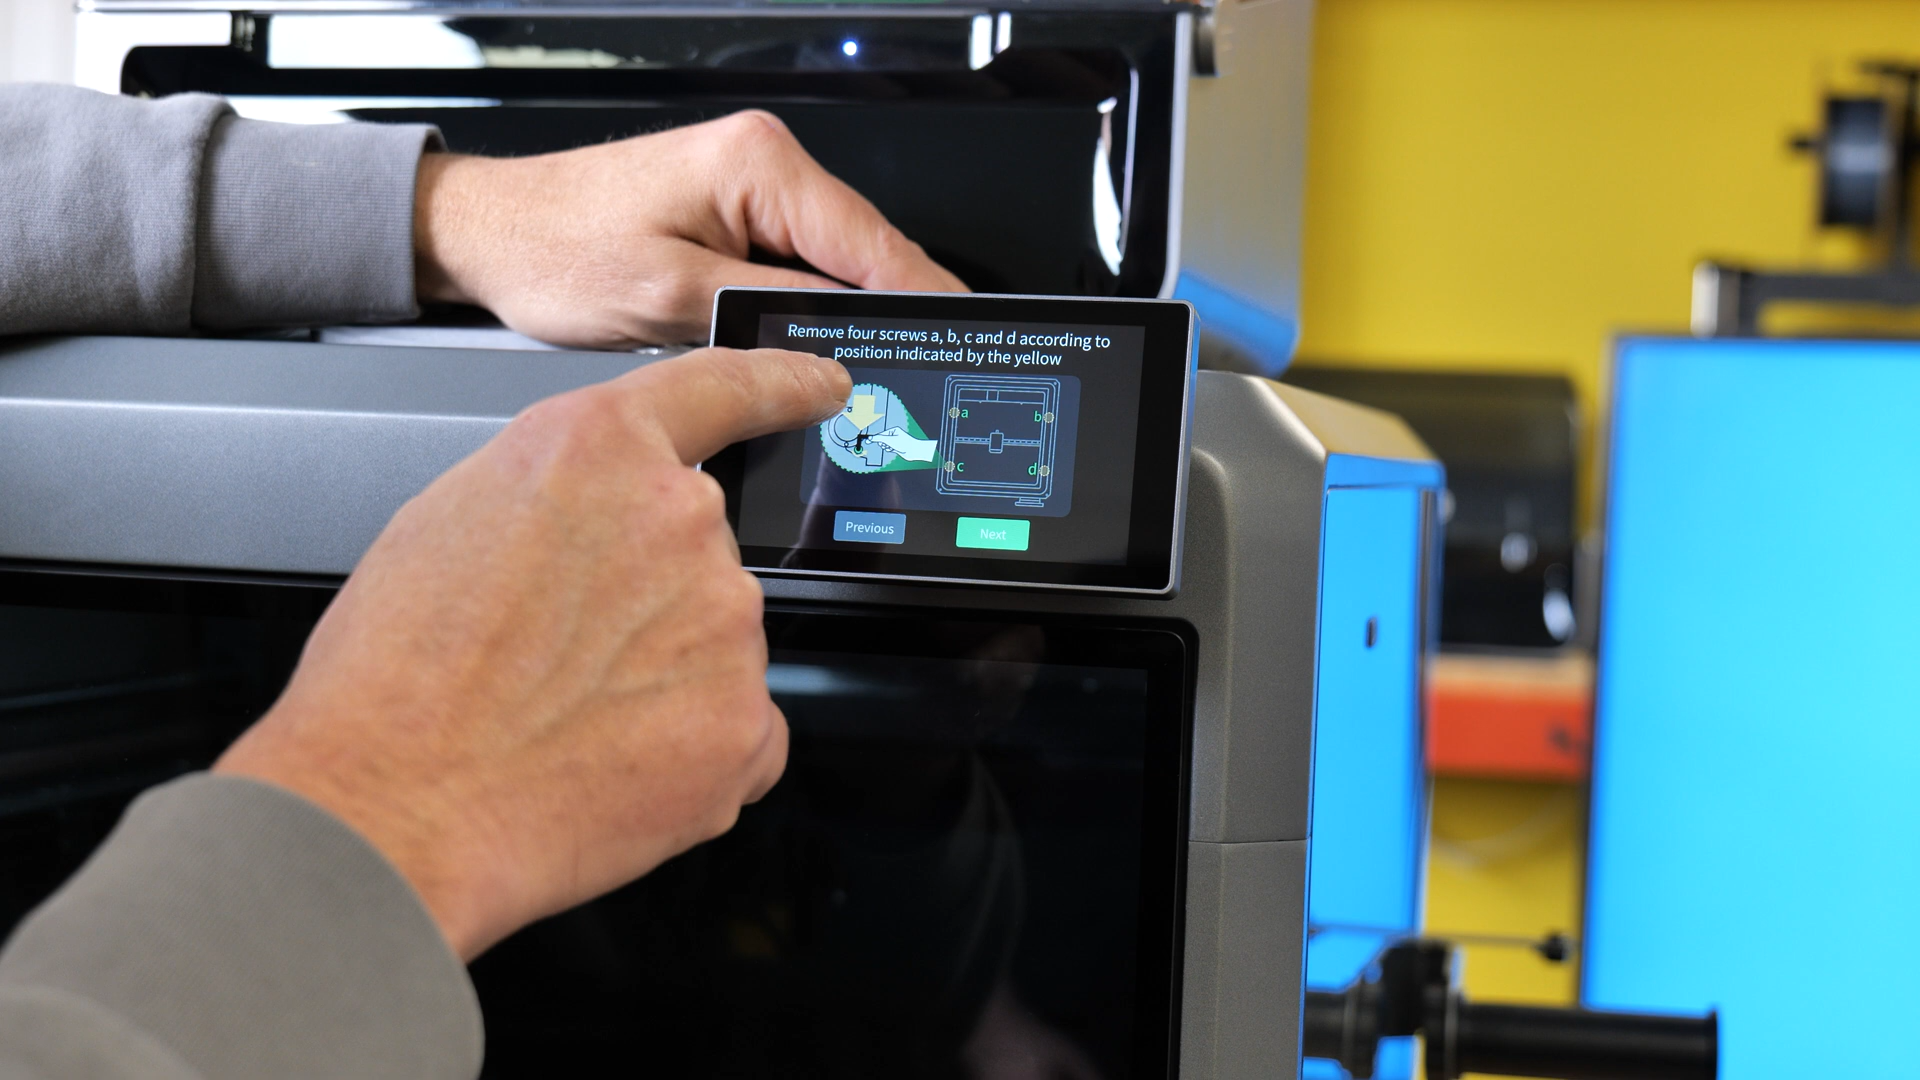 Remove four screws a, b, c and d according to
position indicated by the yellow
a
b
c
d
Previous
Next